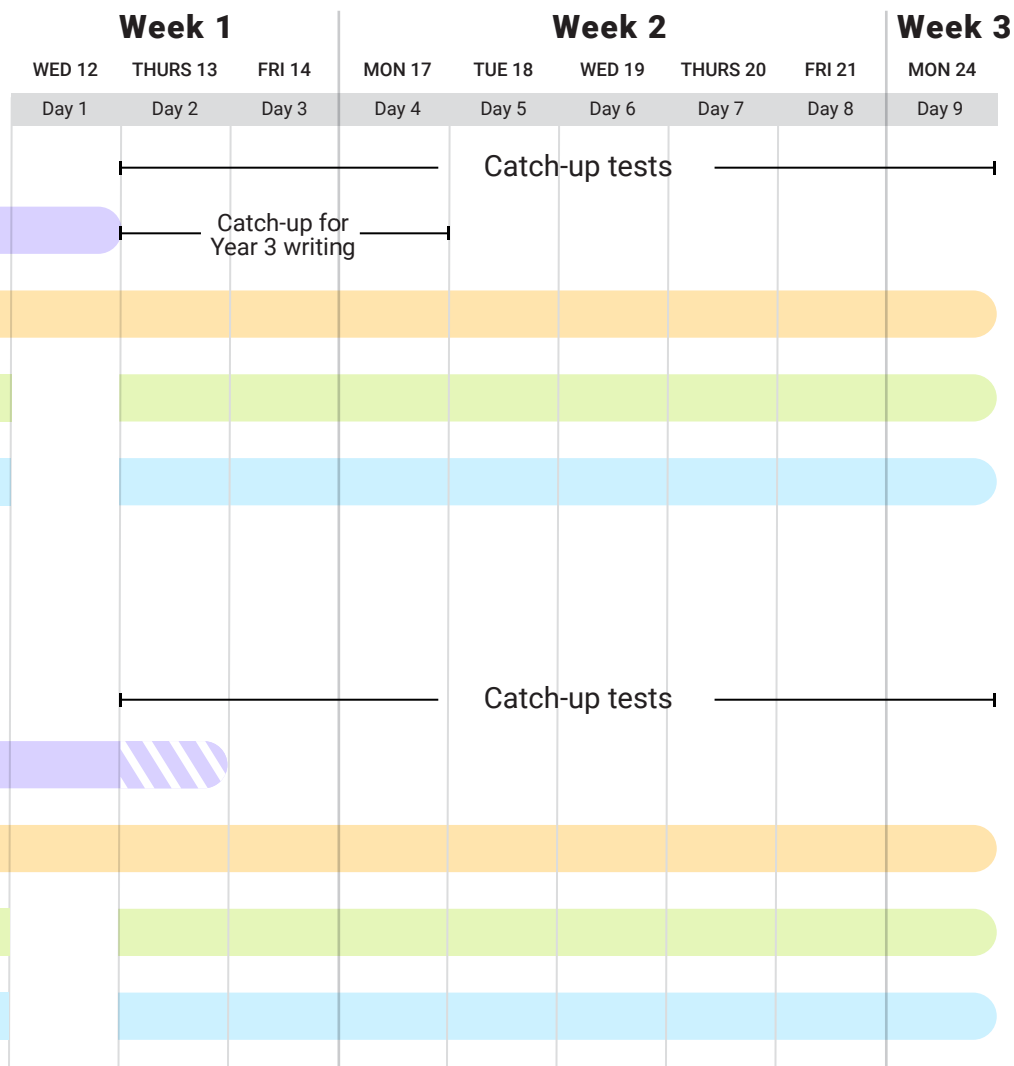 Week 1 Week 2 Week 3
WED 12 THURS 13 FRI 14 MON 17 TUE 18 WED 19 THURS 20 FRI 21 MON 24
Day 1 Day 2 Day 3 Day 4 Day 5 Day 6 Day 7 Day 8 Day 9
Catch-up tests
Catch-up for
Year 3 writing
Catch-up tests